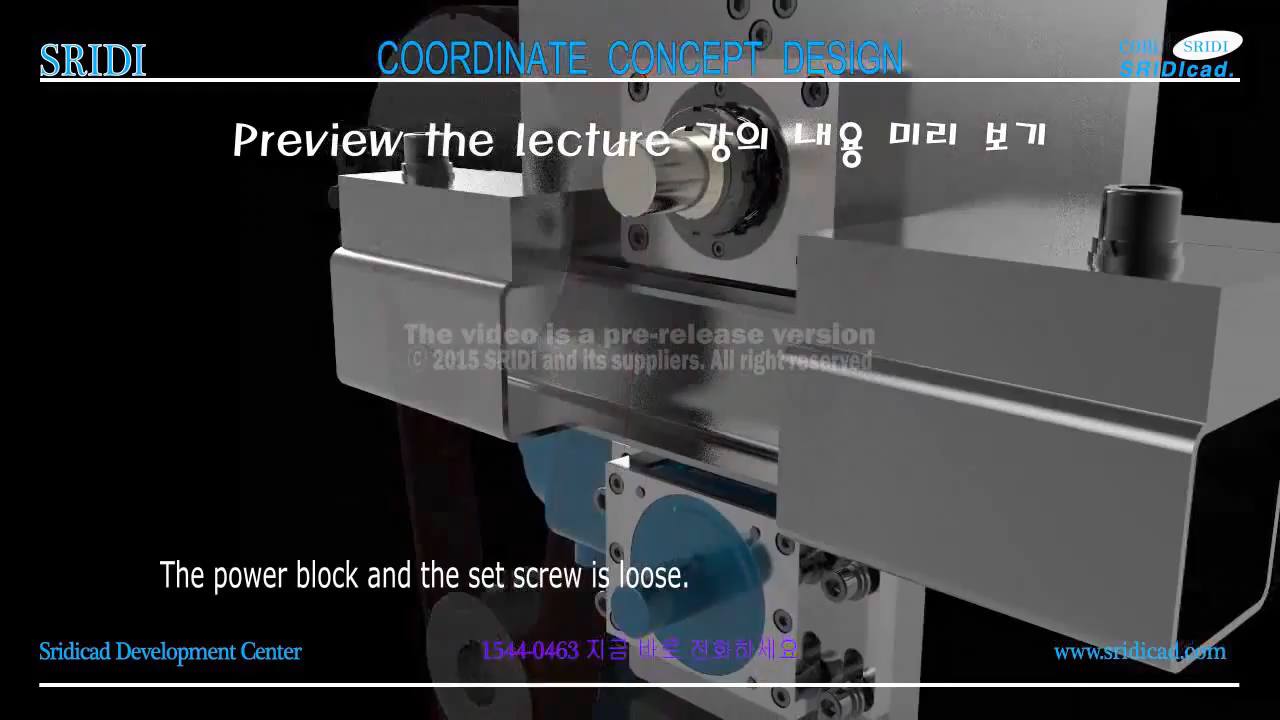 SRIDI
COORDINATE CONCEPT DESIGN
SRIDI
SRIDIcad.
Preview the lecture 강의 내용 미리 보기
The video is a pre-release version
© 2015 SRIDI and its suppliers. All right reserved
The power block and the set screw is loose.
Sridicad Development Center
1544-0463 지금 바로 전화하세요
www.sridicad.com